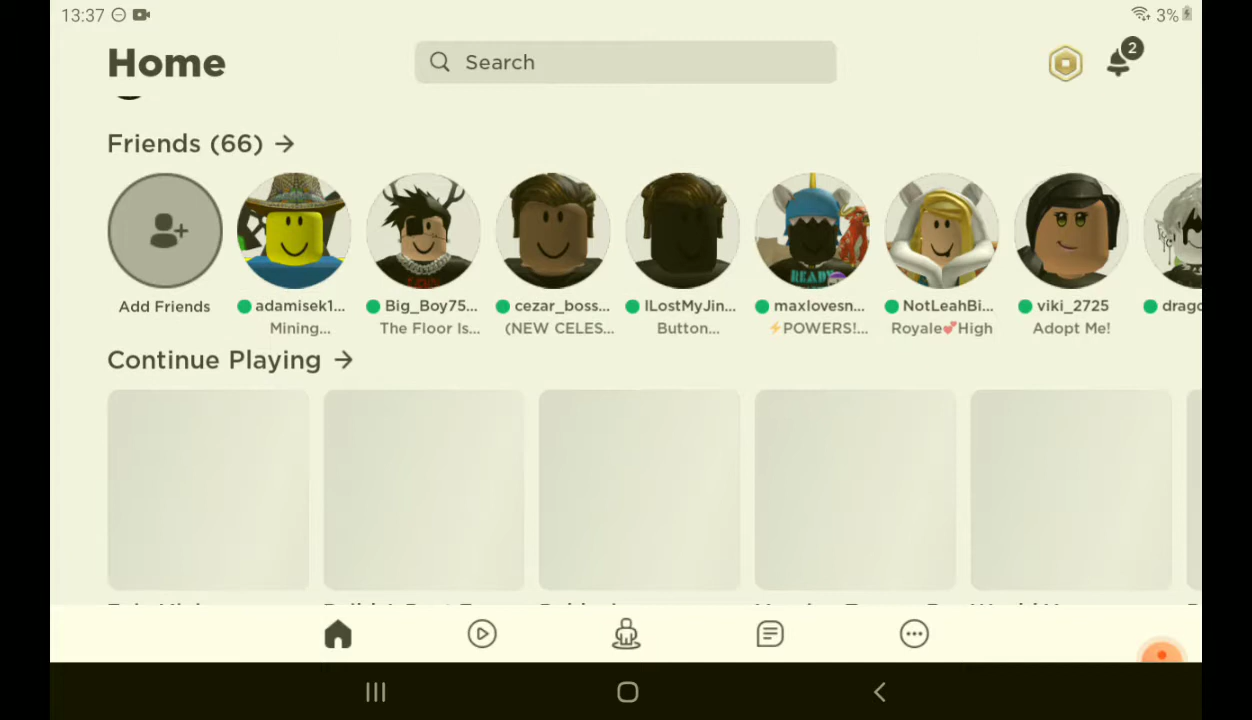 13:37
3%
Home
Search
2
Friends (66)
Add Friends
adamisek1...
Big_Boy75...
cezar_boss...
ILostMyJin...
maxlovesn...
NotLeahBi...
viki_2725
drago
Mining...
The Floor Is...
(NEW CELES...
Button...
⚡POWERS!...
Royale💕High
Adopt Me!
READY
Continue Playing